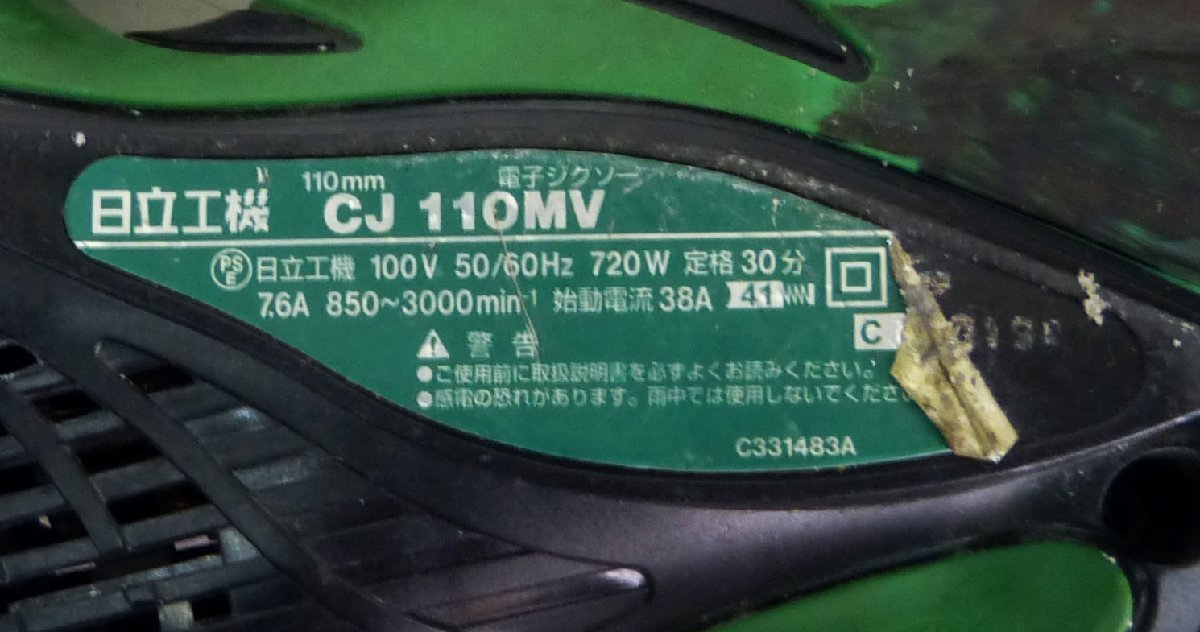 110mm 電子ジグソー
日立工機 CJ 110MV
PS E 日立工機 100V 50/60Hz 720W 定格30分
7.6A 850~3000min⁻¹ 始動電流38A 41
警告 C
●ご使用前に取扱説明書を必ずよくお読みください。
●感電の恐れがあります。雨中では使用しないでくださ
C331483A